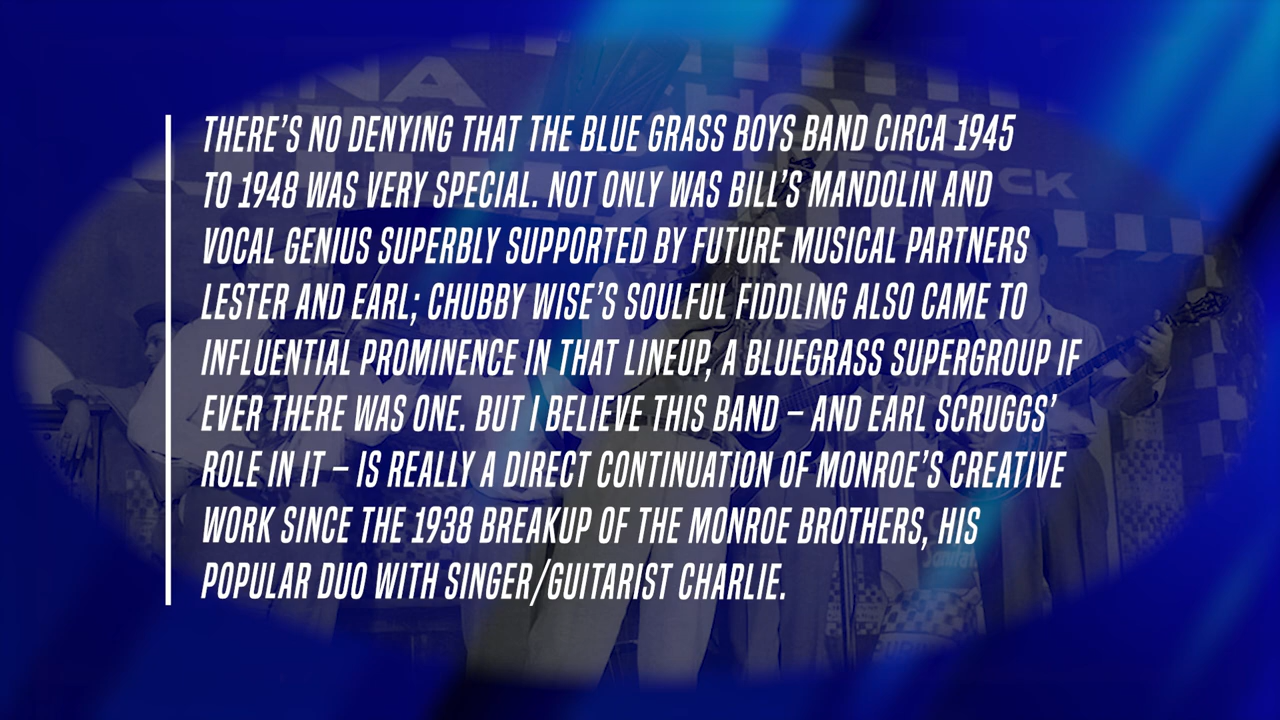 THERE'S NO DENYING THAT THE BLUE GRASS BOYS BAND CIRCA 1945
TO 1948 WAS VERY SPECIAL. NOT ONLY WAS BILL'S MANDOLIN AND
VOCAL GENIUS SUPERBLY SUPPORTED BY FUTURE MUSICAL PARTNERS
LESTER AND EARL; CHUBBY WISE'S SOULFUL FIDDLING ALSO CAME TO
INFLUENTIAL PROMINENCE IN THAT LINEUP, A BLUEGRASS SUPERGROUP IF
EVER THERE WAS ONE. BUT I BELIEVE THIS BAND – AND EARL SCRUGGS'
ROLE IN IT – IS REALLY A DIRECT CONTINUATION OF MONROE'S CREATIVE
WORK SINCE THE 1938 BREAKUP OF THE MONROE BROTHERS, HIS
POPULAR DUO WITH SINGER/GUITARIST CHARLIE.